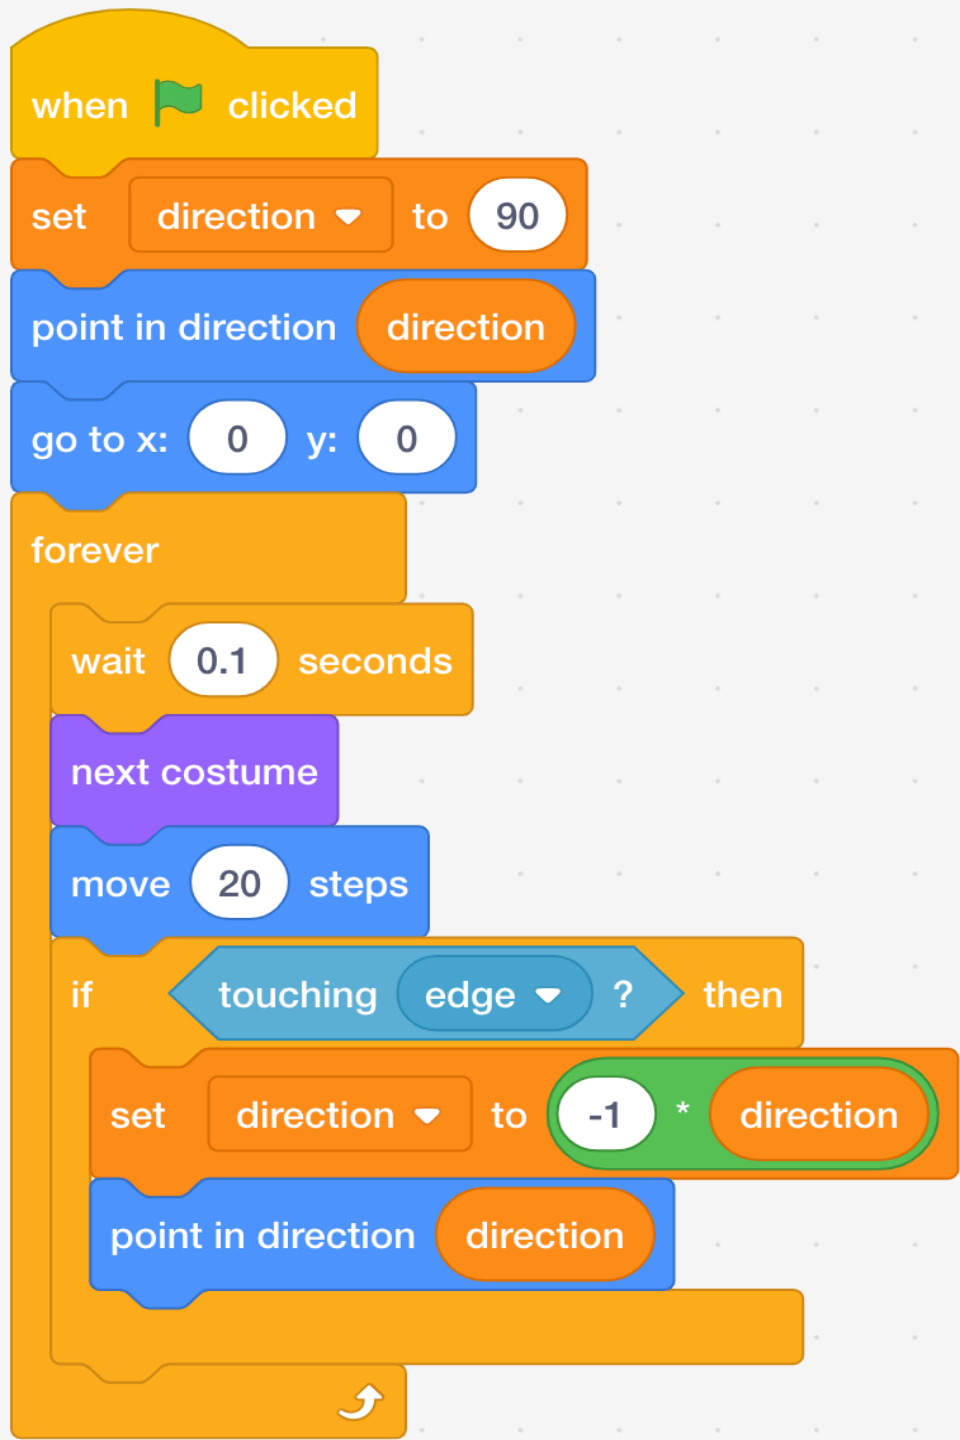 when clicked
set direction to 90
point in direction direction
go to x: 0 y: 0
forever
wait 0.1 seconds
next costume
move 20 steps
if touching edge ? then
set direction to -1 * direction
point in direction direction